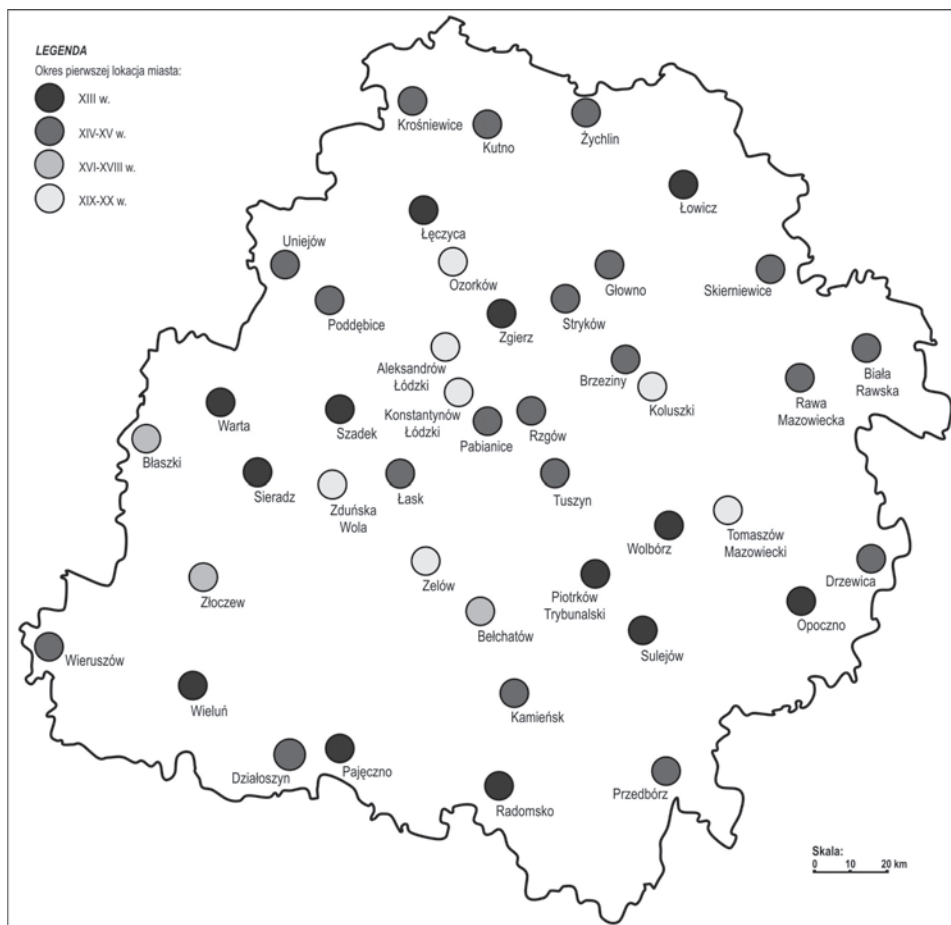 LEGENDA
Okres pierwszej lokacji miasta:
XIII w.
XIV-XV w.
XVI-XVIII w.
XIX-XX w.
Krośniewice
Kutno
Żychlin
Łowicz
Łęczyca
Uniejów
Ozorków
Głowno
Skierniewice
Poddębice
Zgierz
Stryków
Aleksandrów
Łódzki
Brzeziny
Koluszki
Biała
Rawska
Rawa
Mazowiecka
Konstantynów
Łódzki
Warta
Szadek
Pabianice
Rzgów
Błaszki
Sieradz
Zduńska
Wola
Łask
Tuszyn
Wolbórz
Tomaszów
Mazowiecki
Drzewica
Złoczew
Zelów
Bełchatów
Piotrków
Trybunalski
Opoczno
Sulejów
Wieruszów
Wieluń
Kamieńsk
Działoszyn
Pajęczno
Radomsko
Przedbórz
Skala:
0 10 20 km